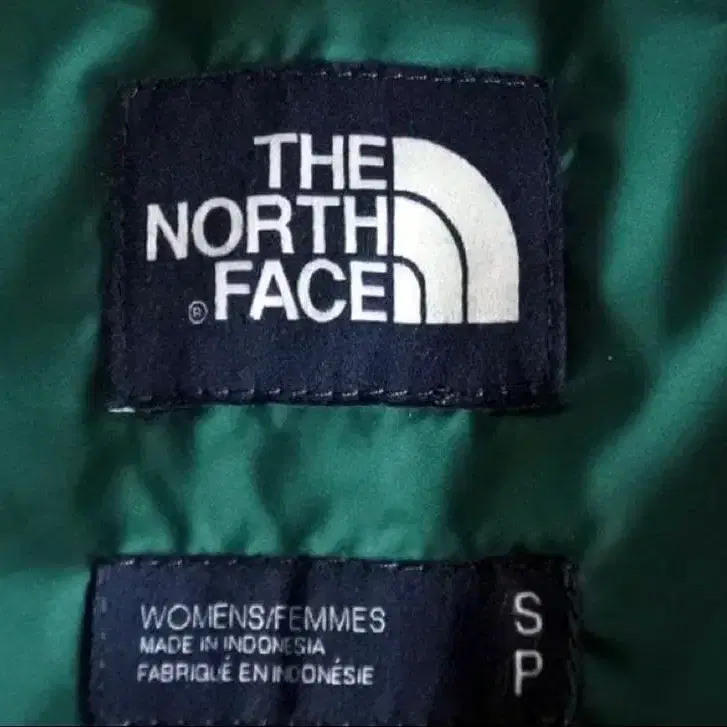 THE
NORTH
® FACE
WOMENS/FEMMES
MADE IN INDONESIA
FABRIQUÉ EN INDONÉSIE
S
P